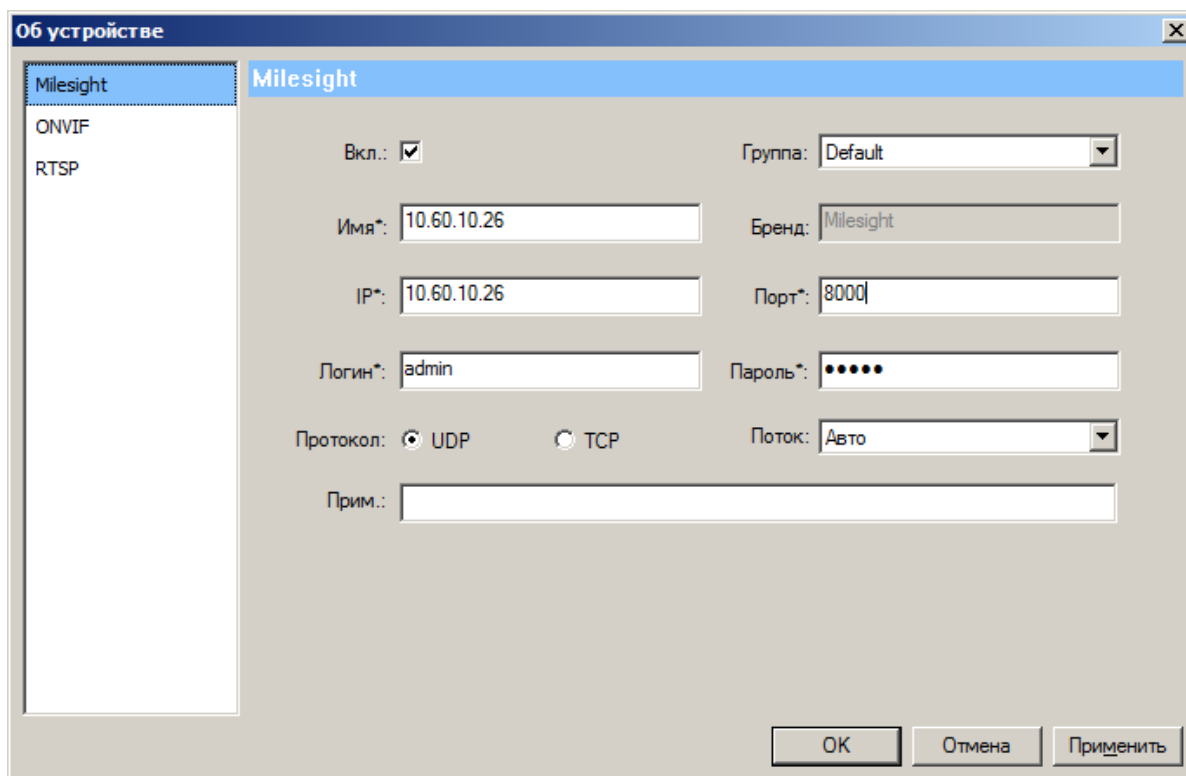 Об устройстве
Milesight
ONVIF
RTSP
Milesight
Вкл.: Группа: Default
Имя*: 10.60.10.26 Бренд: Milesight
IP*: 10.60.10.26 Порт*: 8000
Логин*: admin Пароль*: •••••
Протокол: UDP TCP Поток: Авто
Прим.:
OK Отмена Применить